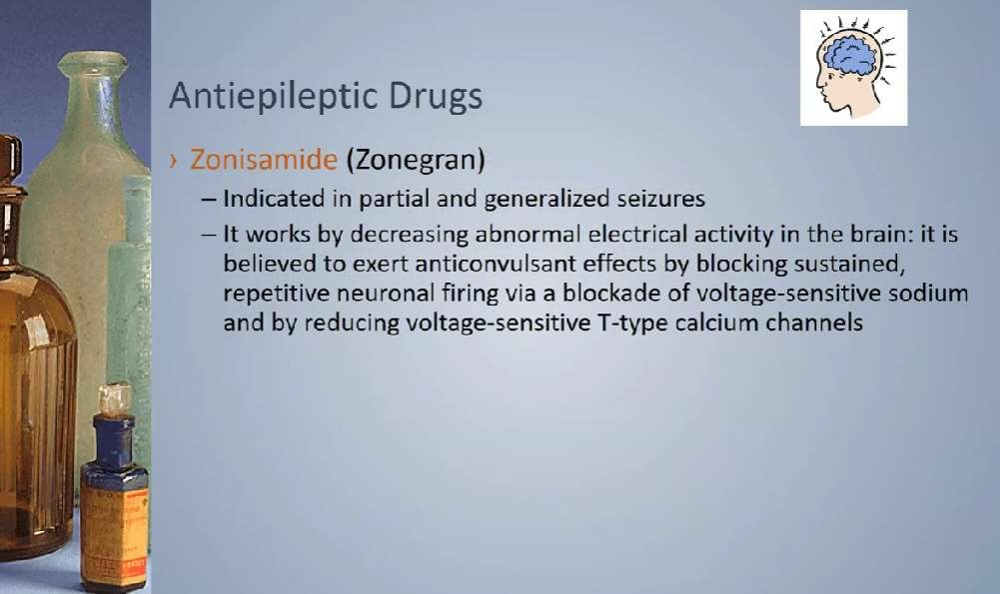 Antiepileptic Drugs
› Zonisamide (Zonegran)
– Indicated in partial and generalized seizures
– It works by decreasing abnormal electrical activity in the brain: it is
believed to exert anticonvulsant effects by blocking sustained,
repetitive neuronal firing via a blockade of voltage-sensitive sodium
and by reducing voltage-sensitive T-type calcium channels